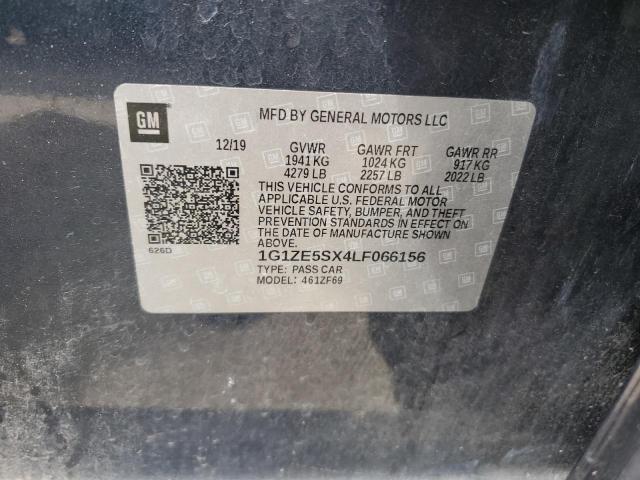 GM
MFD BY GENERAL MOTORS LLC
12/19 GVWR GAWR FRT GAWR RR
1941 KG 1024 KG 917 KG
4279 LB 2257 LB 2022 LB
THIS VEHICLE CONFORMS TO ALL
APPLICABLE U.S. FEDERAL MOTOR
VEHICLE SAFETY, BUMPER, AND THEFT
PREVENTION STANDARDS IN EFFECT ON
THE DATE OF MANUFACTURE SHOWN
ABOVE.
626D
1G1ZE5SX4LF066156
TYPE: PASS CAR
MODEL: 461ZF69